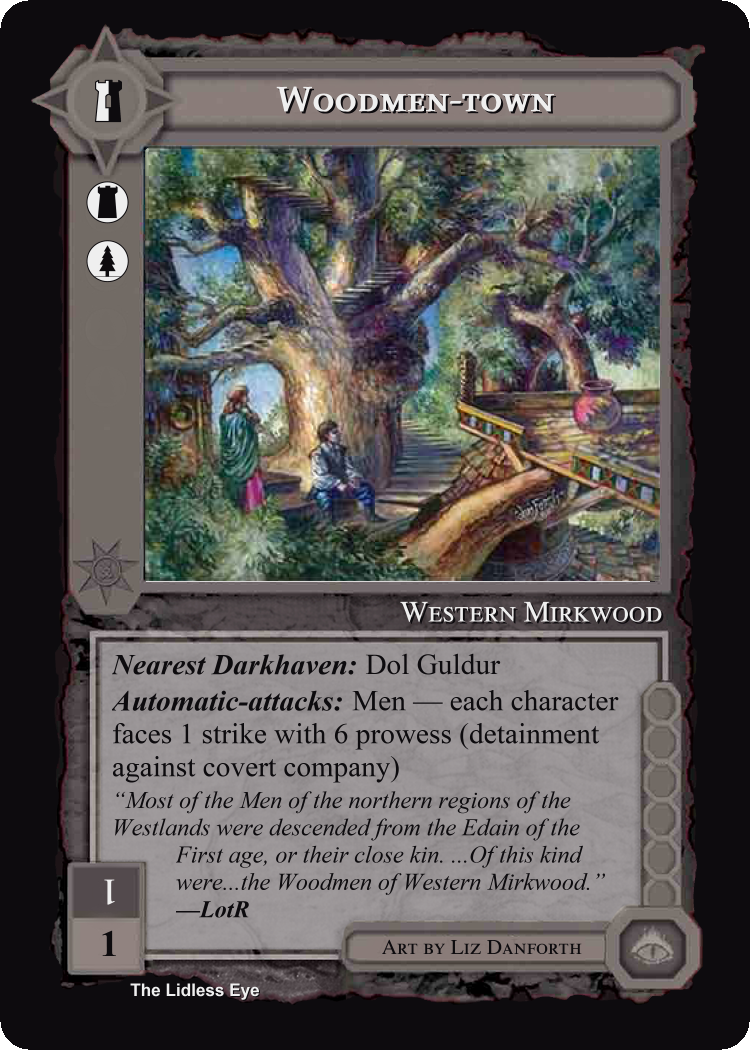 Woodmen-town
Western Mirkwood
Nearest Darkhaven: Dol Guldur
Automatic-attacks: Men — each character
faces 1 strike with 6 prowess (detainment
against covert company)
“Most of the Men of the northern regions of the
Westlands were descended from the Edain of the
First age, or their close kin. ...Of this kind
were...the Woodmen of Western Mirkwood.”
—LotR
1
1
Art by Liz Danforth
The Lidless Eye